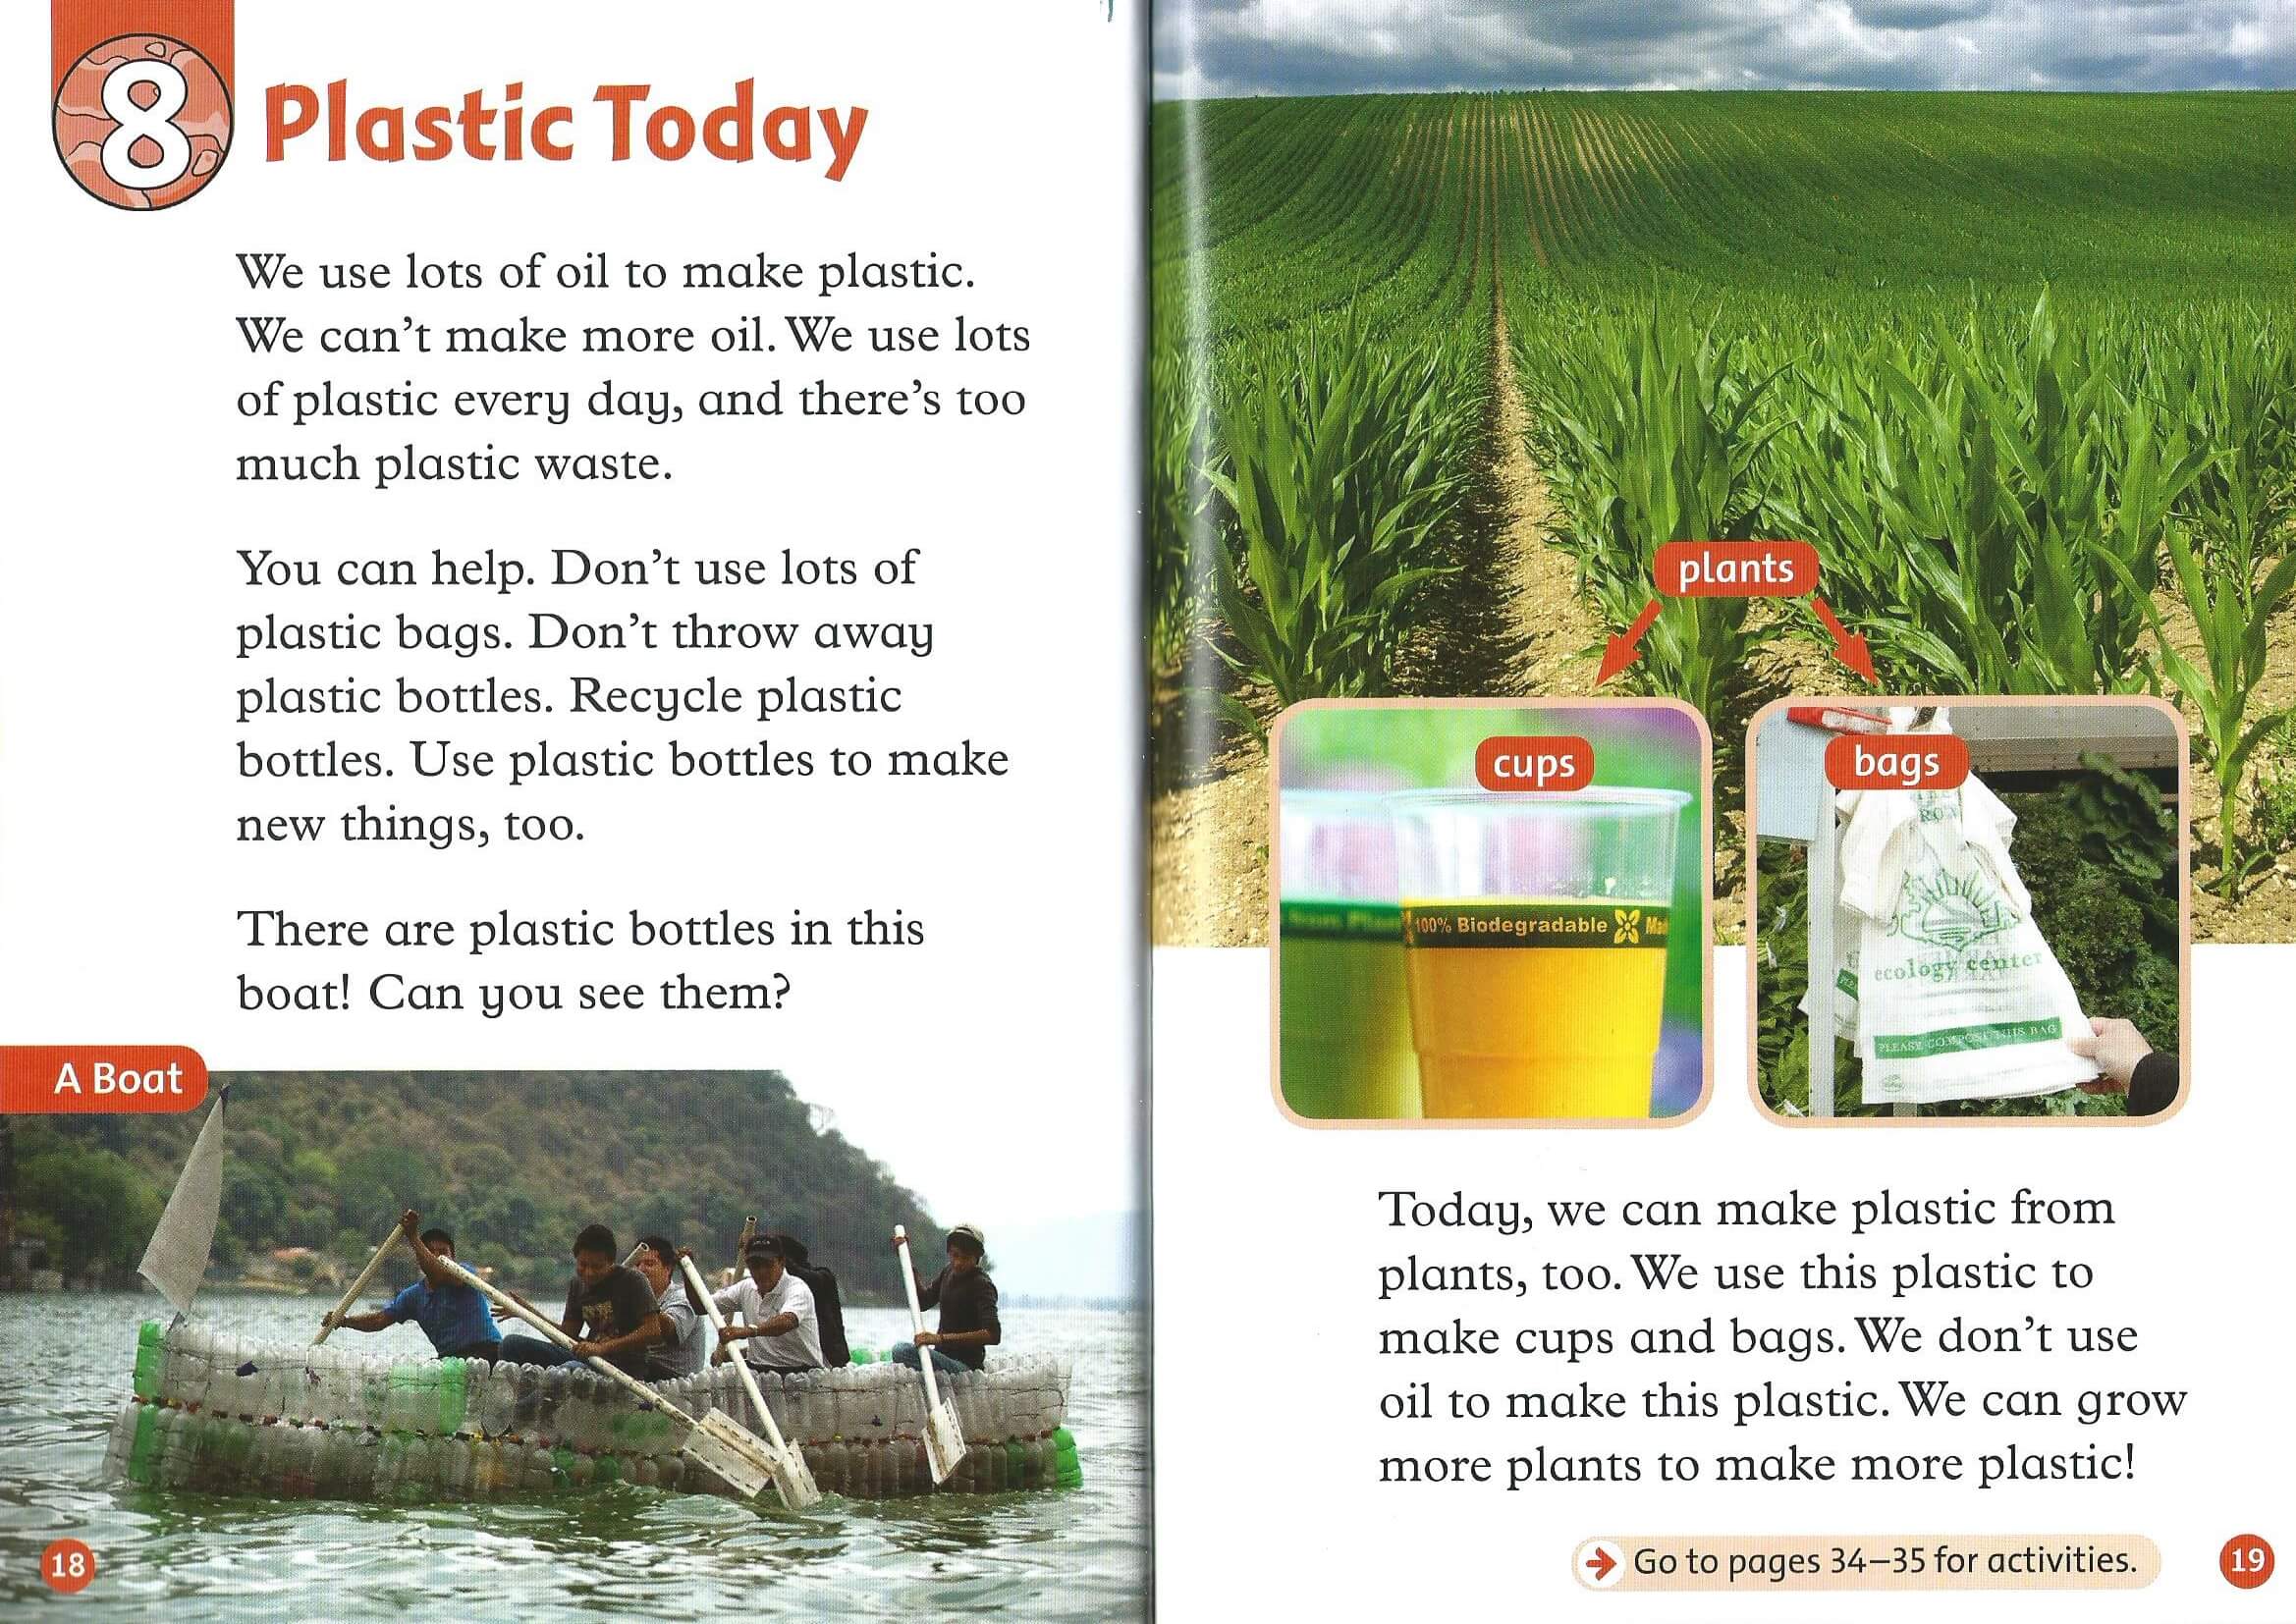 8
Plastic Today
We use lots of oil to make plastic.
We can't make more oil. We use lots
of plastic every day, and there's too
much plastic waste.
You can help. Don't use lots of
plastic bags. Don't throw away
plastic bottles. Recycle plastic
bottles. Use plastic bottles to make
new things, too.
There are plastic bottles in this
boat! Can you see them?
A Boat
18
plants
cups
100% Biodegradable
bags
ecology center
PLEASE COMPOST THIS BAG
Today, we can make plastic from
plants, too. We use this plastic to
make cups and bags. We don't use
oil to make this plastic. We can grow
more plants to make more plastic!
Go to pages 34–35 for activities.
19